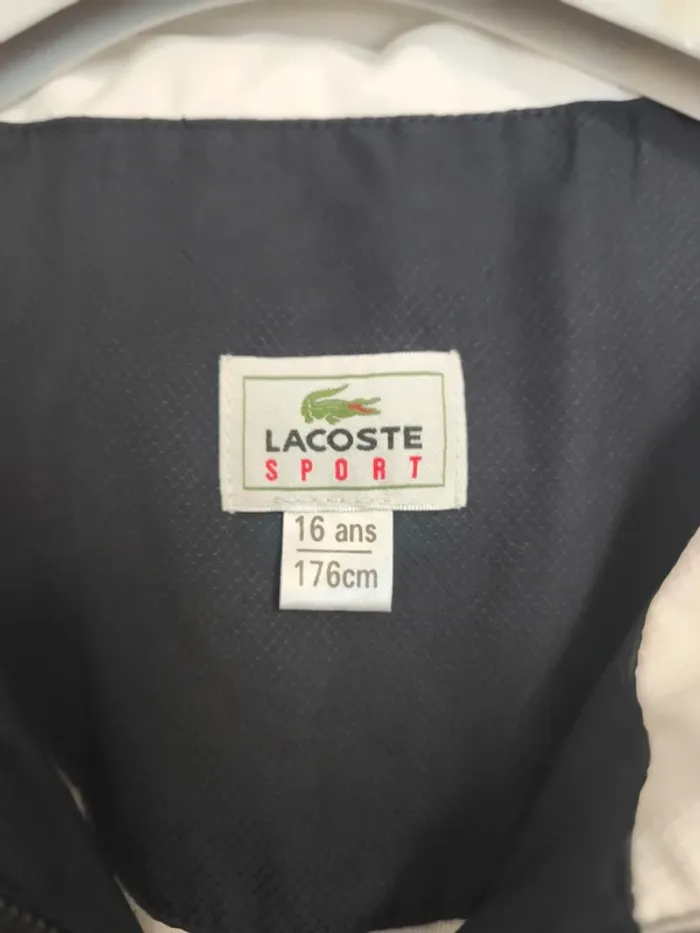 LACOSTE
SPORT
16 ans
176cm